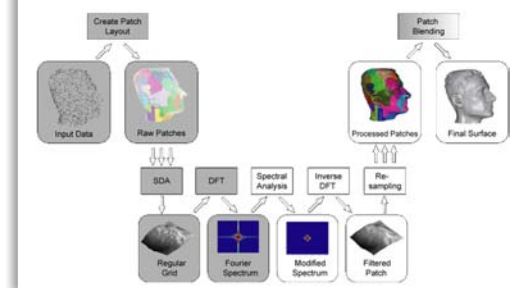 Create Patch
Layout
Patch
Blending
Input Data
Raw Patches
Processed Patches
Final Surface
SDA
DFT
Spectral
Analysis
Inverse
DFT
Re-
sampling
Regular
Grid
Fourier
Spectrum
Modified
Spectrum
Filtered
Patch